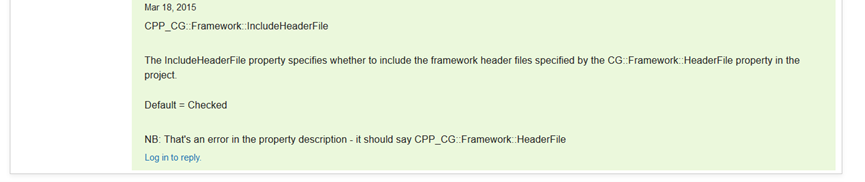 Mar 18, 2015
CPP_CG::Framework::IncludeHeaderFile
The IncludeHeaderFile property specifies whether to include the framework header files specified by the CG::Framework::HeaderFile property in the
project.
Default = Checked
NB: That's an error in the property description - it should say CPP_CG::Framework::HeaderFile
Log in to reply.